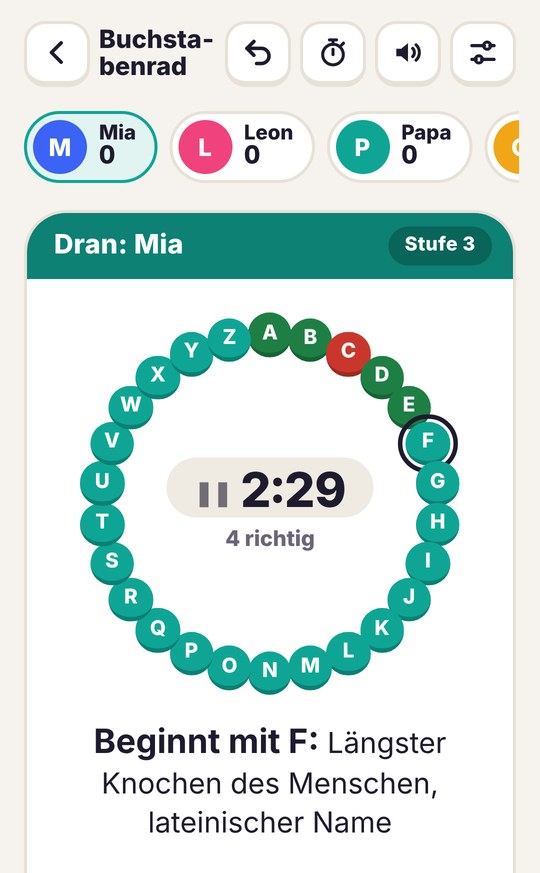 Buchsta-
benrad
M Mia 0
L Leon 0
P Papa 0
Dran: Mia
Stufe 3
A
B
C
D
E
F
G
H
I
J
K
L
M
N
O
P
Q
R
S
T
U
V
W
X
Y
Z
2:29
4 richtig
Beginnt mit F: Längster
Knochen des Menschen,
lateinischer Name